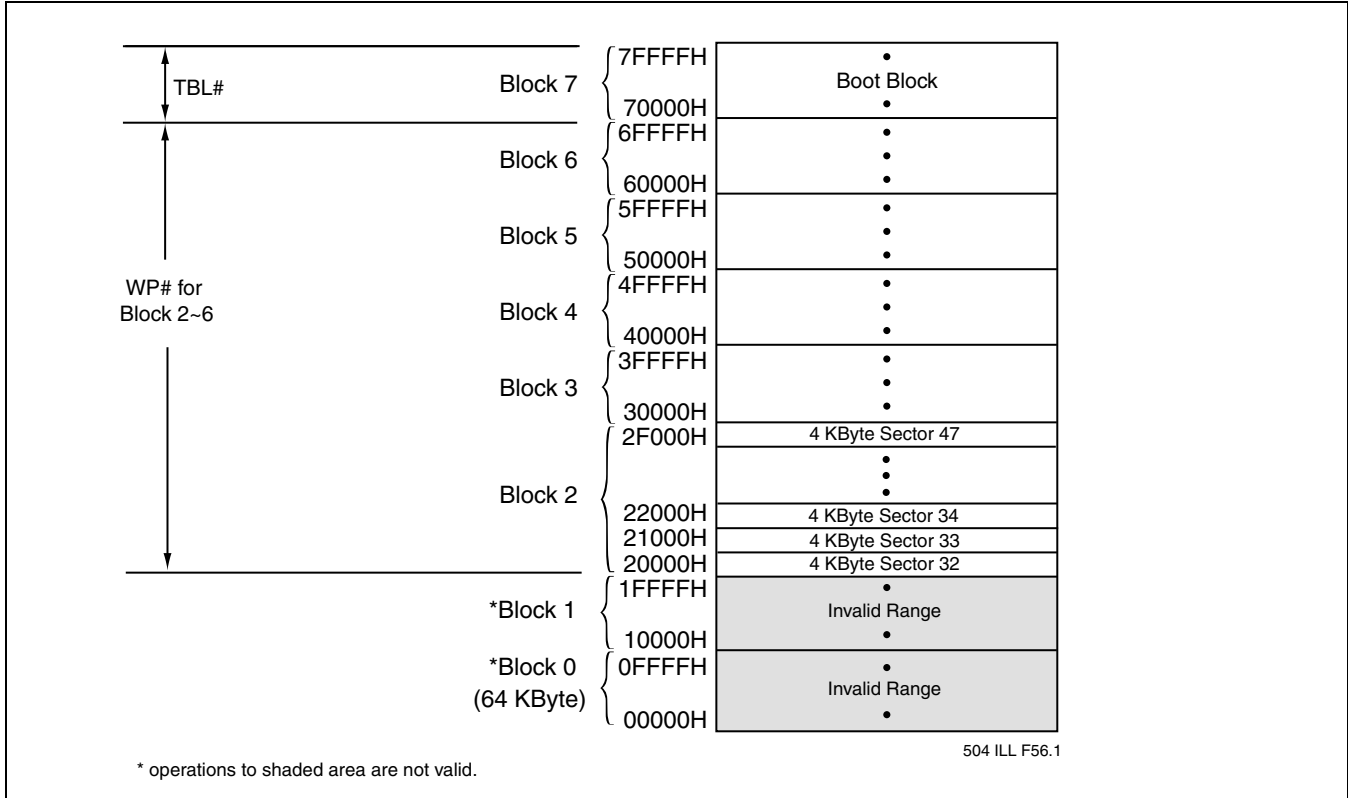 7FFFFH
TBL#
Block 7
Boot Block
70000H
6FFFFH
Block 6
60000H
5FFFFH
Block 5
50000H
WP# for
Block 2~6
4FFFFH
Block 4
40000H
3FFFFH
Block 3
30000H
2F000H
4 KByte Sector 47
Block 2
22000H
4 KByte Sector 34
21000H
4 KByte Sector 33
20000H
4 KByte Sector 32
1FFFFH
*Block 1
Invalid Range
10000H
*Block 0
(64 KByte)
0FFFFH
Invalid Range
00000H
504 ILL F56.1
* operations to shaded area are not valid.